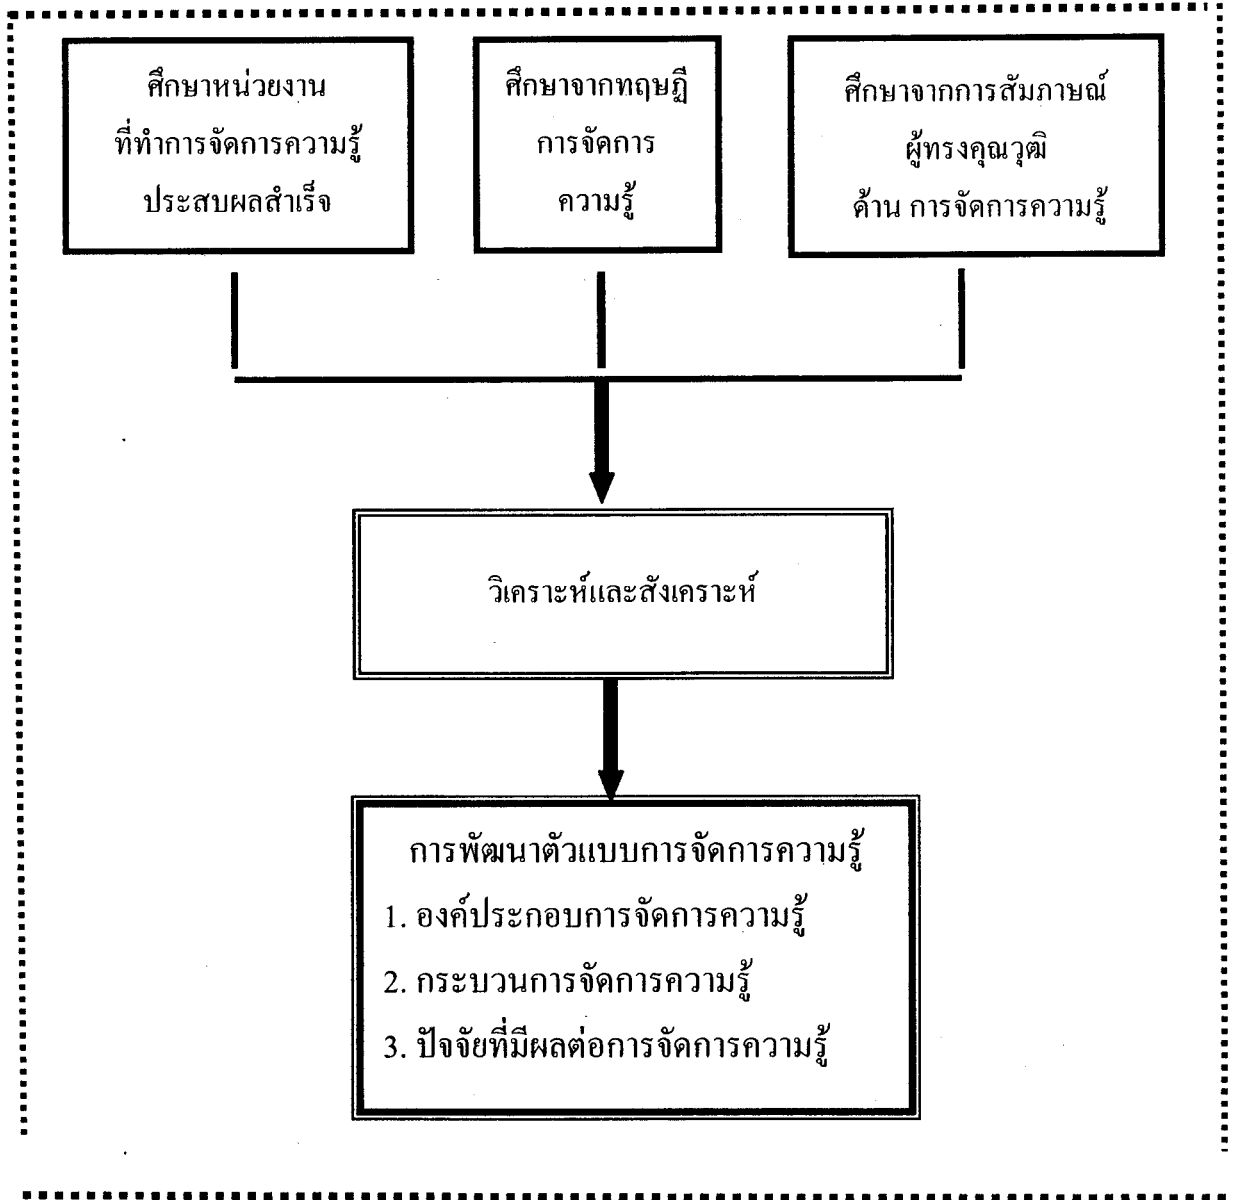 ศึกษาหน่วยงาน
ที่ทำการจัดการความรู้
ประสบผลสำเร็จ
ศึกษาจากทฤษฎี
การจัดการ
ความรู้
ศึกษาจากการสัมภาษณ์
ผู้ทรงคุณวุฒิ
ด้าน การจัดการความรู้
วิเคราะห์และสังเคราะห์
การพัฒนาตัวแบบการจัดการความรู้
1. องค์ประกอบการจัดการความรู้
2. กระบวนการจัดการความรู้
3. ปัจจัยที่มีผลต่อการจัดการความรู้